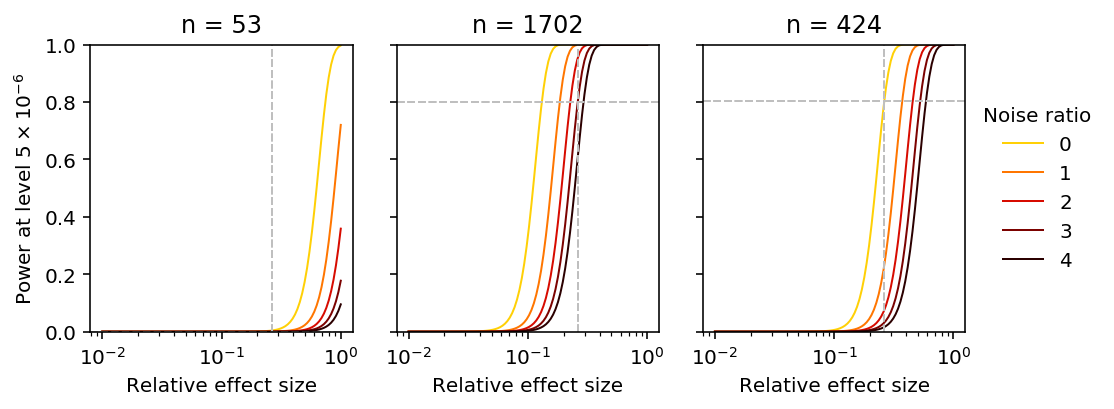 n = 53
n = 1702
n = 424
Power at level 5 × 10⁻⁶
1.0
0.8
0.6
0.4
0.2
0.0
10⁻² 10⁻¹ 10⁰
10⁻² 10⁻¹ 10⁰
10⁻² 10⁻¹ 10⁰
Relative effect size
Relative effect size
Relative effect size
Noise ratio
0
1
2
3
4